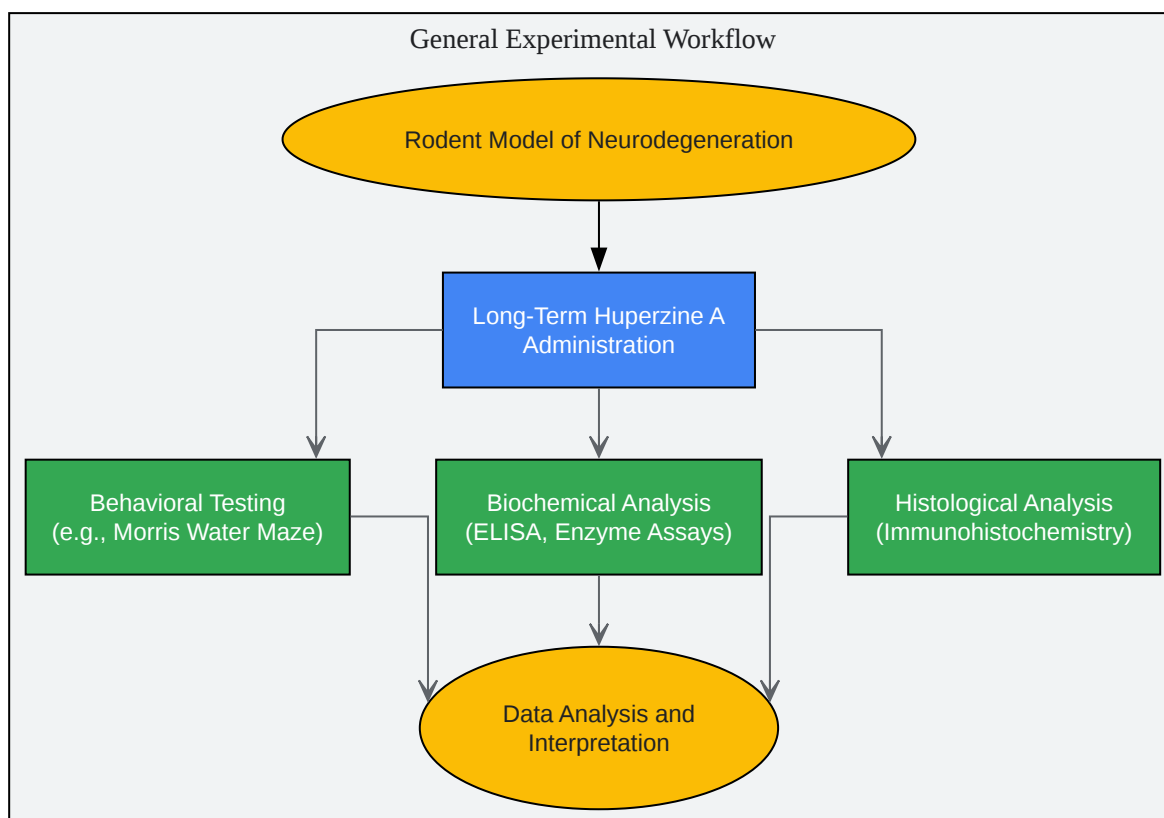 General Experimental Workflow
Rodent Model of Neurodegeneration
Long-Term Huperzine A
Administration
Behavioral Testing
(e.g., Morris Water Maze)
Biochemical Analysis
(ELISA, Enzyme Assays)
Histological Analysis
(Immunohistochemistry)
Data Analysis and
Interpretation